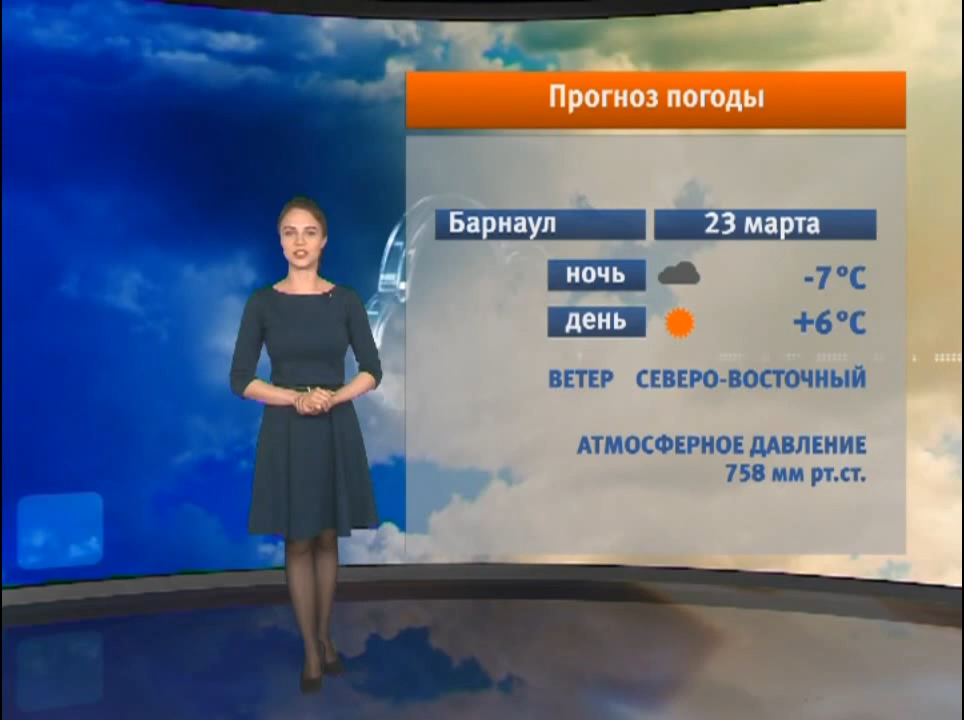 Прогноз погоды
Барнаул 23 марта
ночь -7°C
день +6°C
ВЕТЕР СЕВЕРО-ВОСТОЧНЫЙ
АТМОСФЕРНОЕ ДАВЛЕНИЕ
758 мм рт.ст.